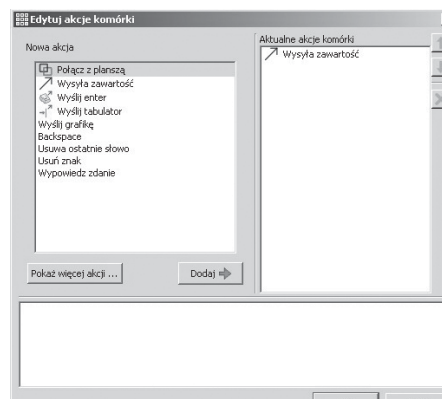 Edytuj akcje komórki
Nowa akcja
Połącz z planszą
Wysyła zawartość
Wyślij enter
Wyślij tabulator
Wyślij grafikę
Backspace
Usuwa ostatnie słowo
Usuń znak
Wypowiedz zdanie
Pokaż więcej akcji ...
Dodaj
Aktualne akcje komórki
Wysyła zawartość